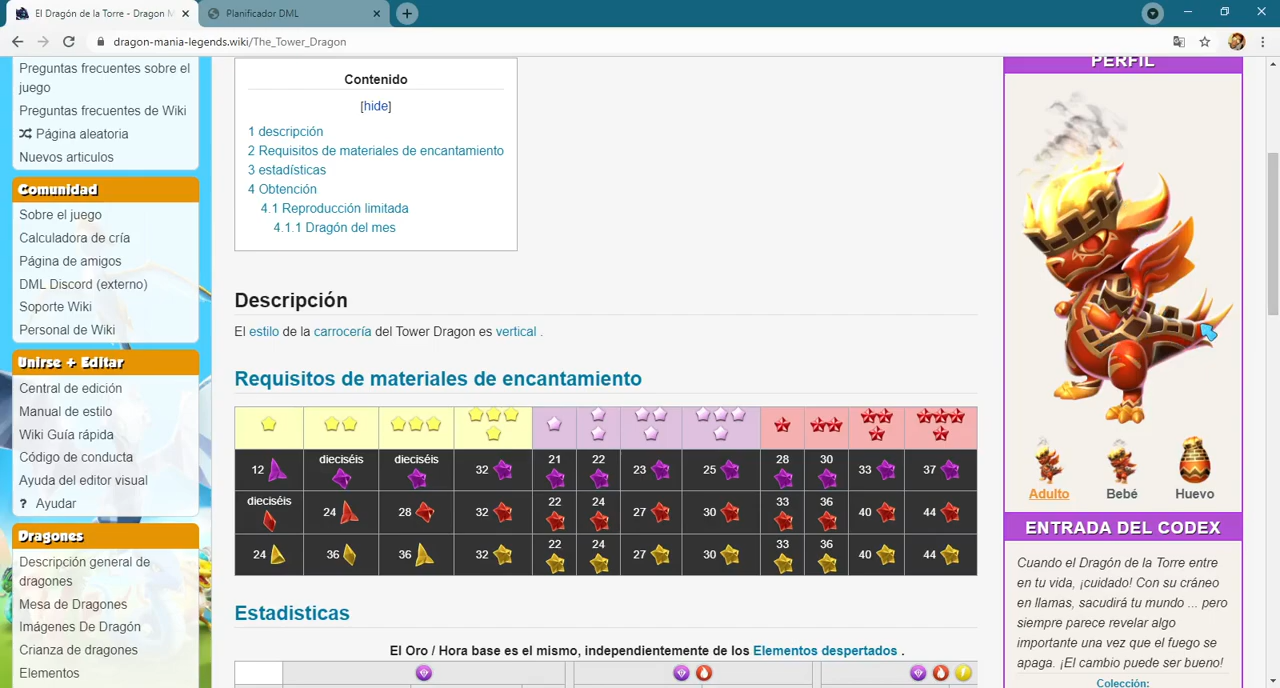 El Dragón de la Torre - Dragon M
Planificador DML
dragon-mania-legends.wiki/The_Tower_Dragon
Preguntas frecuentes sobre el
juego
Preguntas frecuentes de Wiki
Página aleatoria
Nuevos articulos
Comunidad
Sobre el juego
Calculadora de cría
Página de amigos
DML Discord (externo)
Soporte Wiki
Personal de Wiki
Unirse + Editar
Central de edición
Manual de estilo
Wiki Guía rápida
Código de conducta
Ayuda del editor visual
? Ayudar
Dragones
Descripción general de
dragones
Mesa de Dragones
Imágenes De Dragón
Crianza de dragones
Elementos
Contenido
[hide]
1 descripción
2 Requisitos de materiales de encantamiento
3 estadísticas
4 Obtención
4.1 Reproducción limitada
4.1.1 Dragón del mes
Descripción
El estilo de la carrocería del Tower Dragon es vertical .
Requisitos de materiales de encantamiento
12 dieciséis dieciséis 32 21 22 23 25 28 30 33 37
dieciséis 24 28 32 22 24 27 30 33 36 40 44
24 36 36 32 22 24 27 30 33 36 40 44
Estadisticas
El Oro / Hora base es el mismo, independientemente de los Elementos despertados .
PERFIL
Adulto Bebé Huevo
ENTRADA DEL CODEX
Cuando el Dragón de la Torre entre
en tu vida, ¡cuidado! Con su cráneo
en llamas, sacudirá tu mundo ... pero
siempre parece revelar algo
importante una vez que el fuego se
apaga. ¡El cambio puede ser bueno!
Colección: